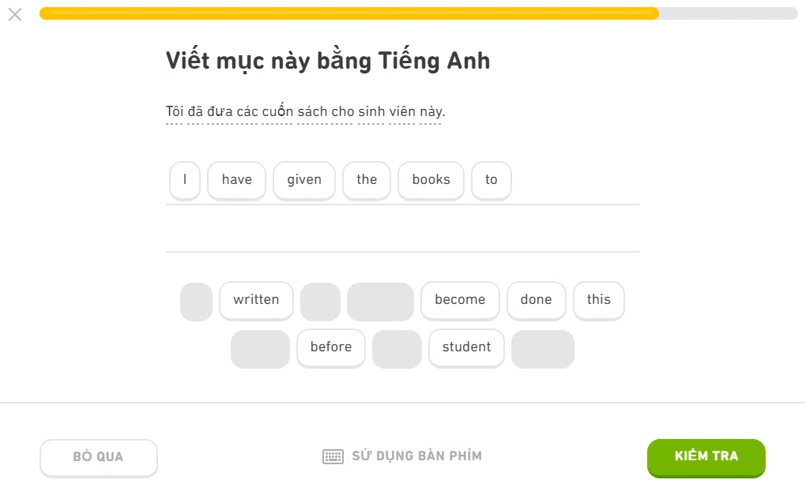 Viết mục này bằng Tiếng Anh
Tôi đã đưa các cuốn sách cho sinh viên này.
I have given the books to
written become done this
before student
BỎ QUA SỬ DỤNG BÀN PHÍM KIỂM TRA